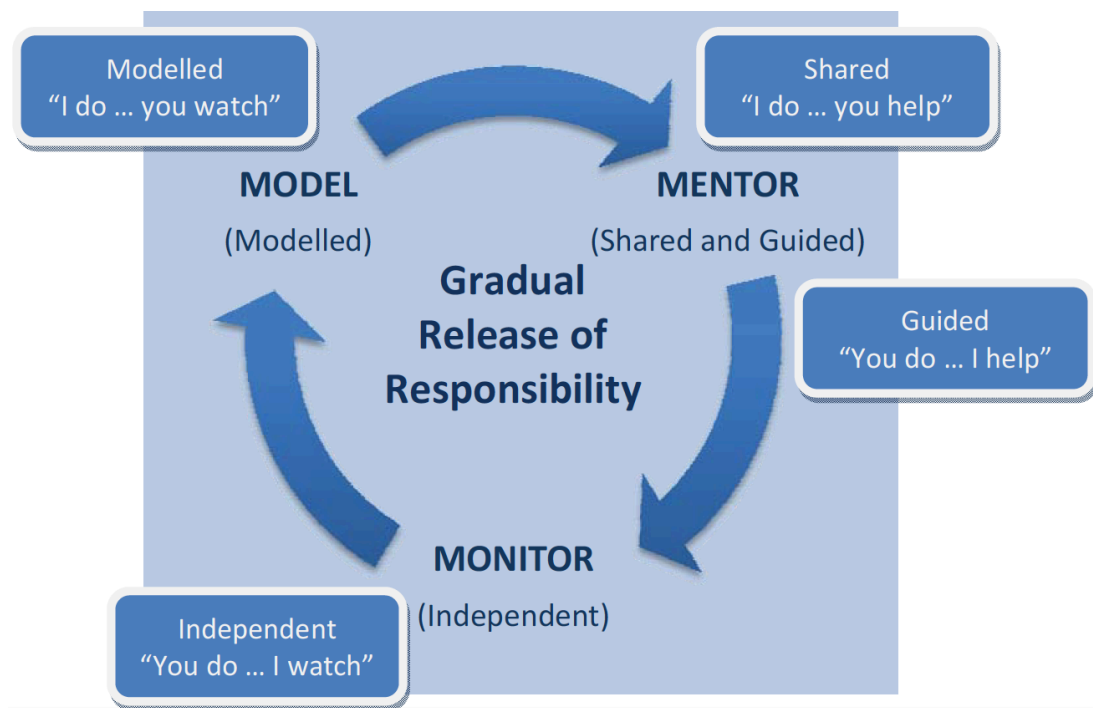 Modelled
“I do … you watch”
Shared
“I do … you help”
MODEL
(Modelled)
MENTOR
(Shared and Guided)
Gradual
Release of
Responsibility
Guided
“You do … I help”
MONITOR
(Independent)
Independent
“You do … I watch”